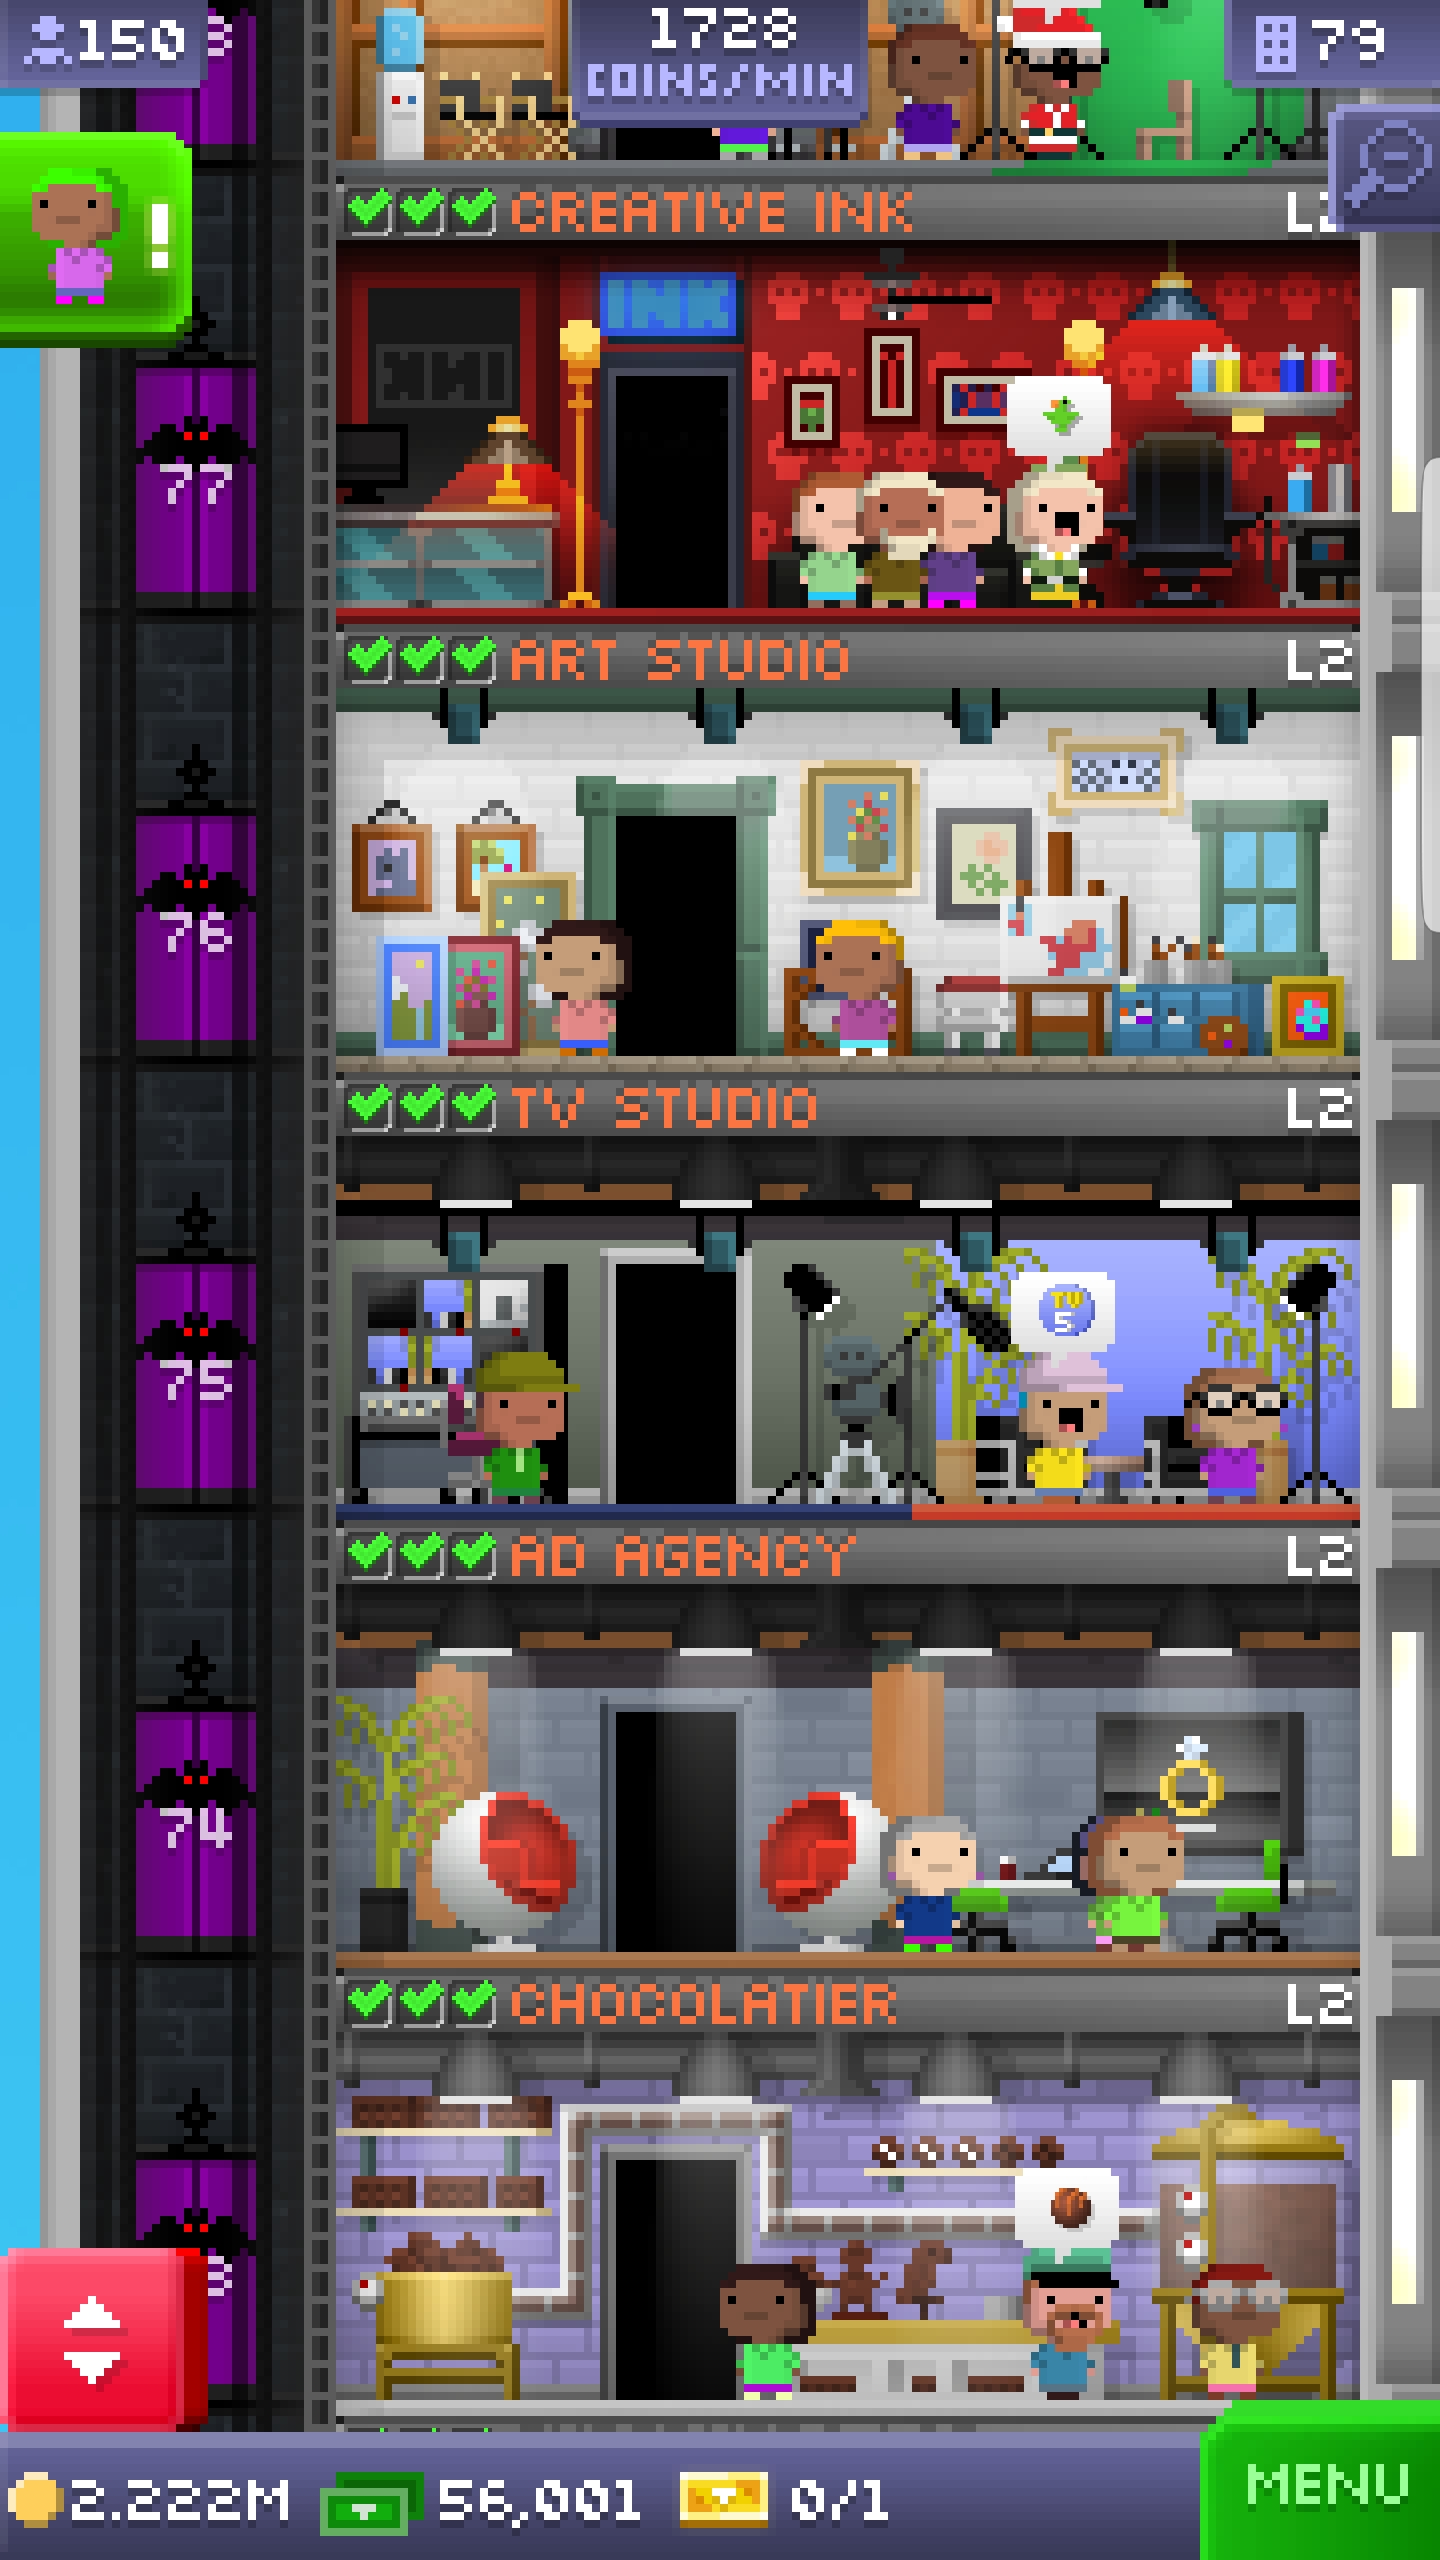 150
1728
COINS/MIN
79
CREATIVE INK
INK
77
ART STUDIO L2
76
TV STUDIO L2
TV
5
75
AD AGENCY L2
74
CHOCOLATIER L2
2.222M 56,001 0/1 MENU